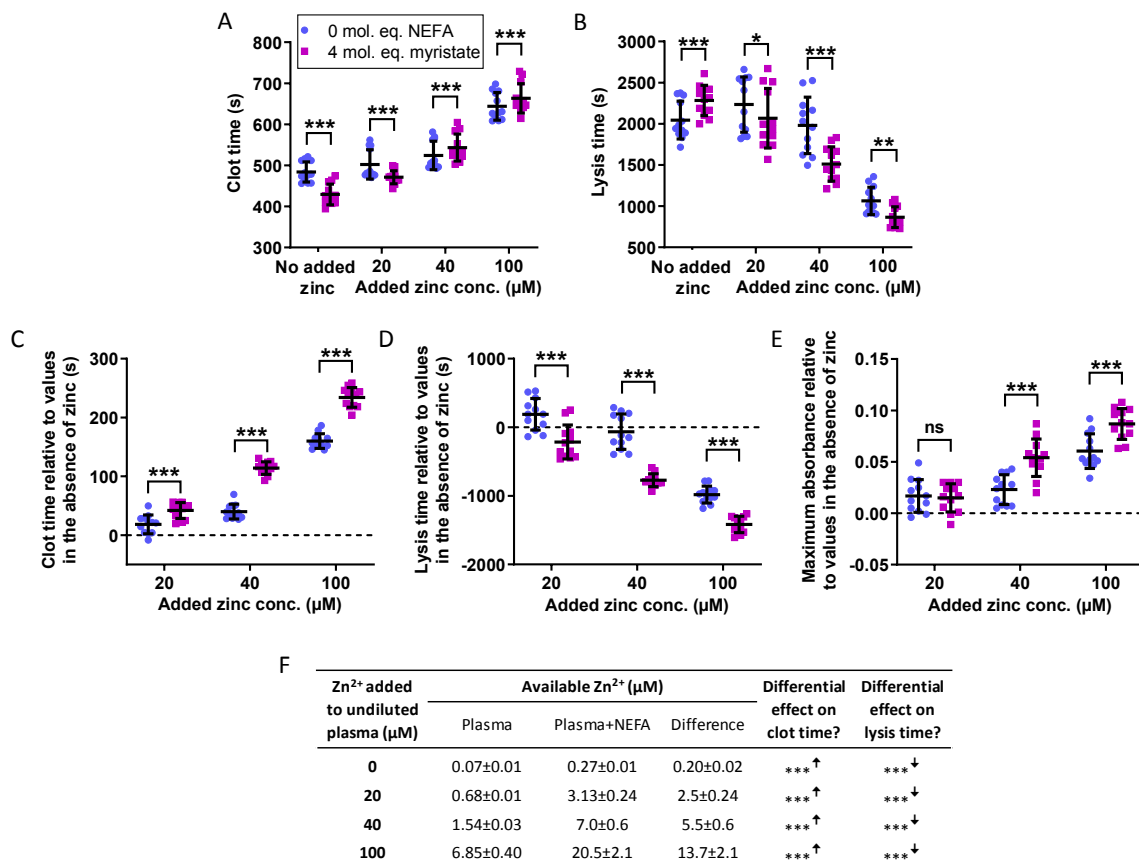 A
0 mol. eq. NEFA
4 mol. eq. myristate
Clot time (s)
800
700
600
500
400
300
***
***
***
***
No added zinc
20
40
100
Added zinc conc. (µM)
B
Lysis time (s)
3000
2500
2000
1500
1000
500
***
*
***
**
No added zinc
20
40
100
Added zinc conc. (µM)
C
Clot time relative to values
in the absence of zinc (s)
300
200
100
0
***
***
***
20
40
100
Added zinc conc. (µM)
D
Lysis time relative to values
in the absence of zinc (s)
1000
0
-1000
-2000
***
***
***
20
40
100
Added zinc conc. (µM)
E
Maximum absorbance relative
to values in the absence of zinc
0.15
0.10
0.05
0.00
-0.05
ns
***
***
20
40
100
Added zinc conc. (µM)
F
Zn²⁺ added to undiluted plasma (µM)
Available Zn²⁺ (µM)
Differential effect on clot time?
Differential effect on lysis time?
Plasma Plasma+NEFA Difference
0 0.07±0.01 0.27±0.01 0.20±0.02 ***↑ ***↓
20 0.68±0.01 3.13±0.24 2.5±0.24 ***↑ ***↓
40 1.54±0.03 7.0±0.6 5.5±0.6 ***↑ ***↓
100 6.85±0.40 20.5±2.1 13.7±2.1 ***↑ ***↓